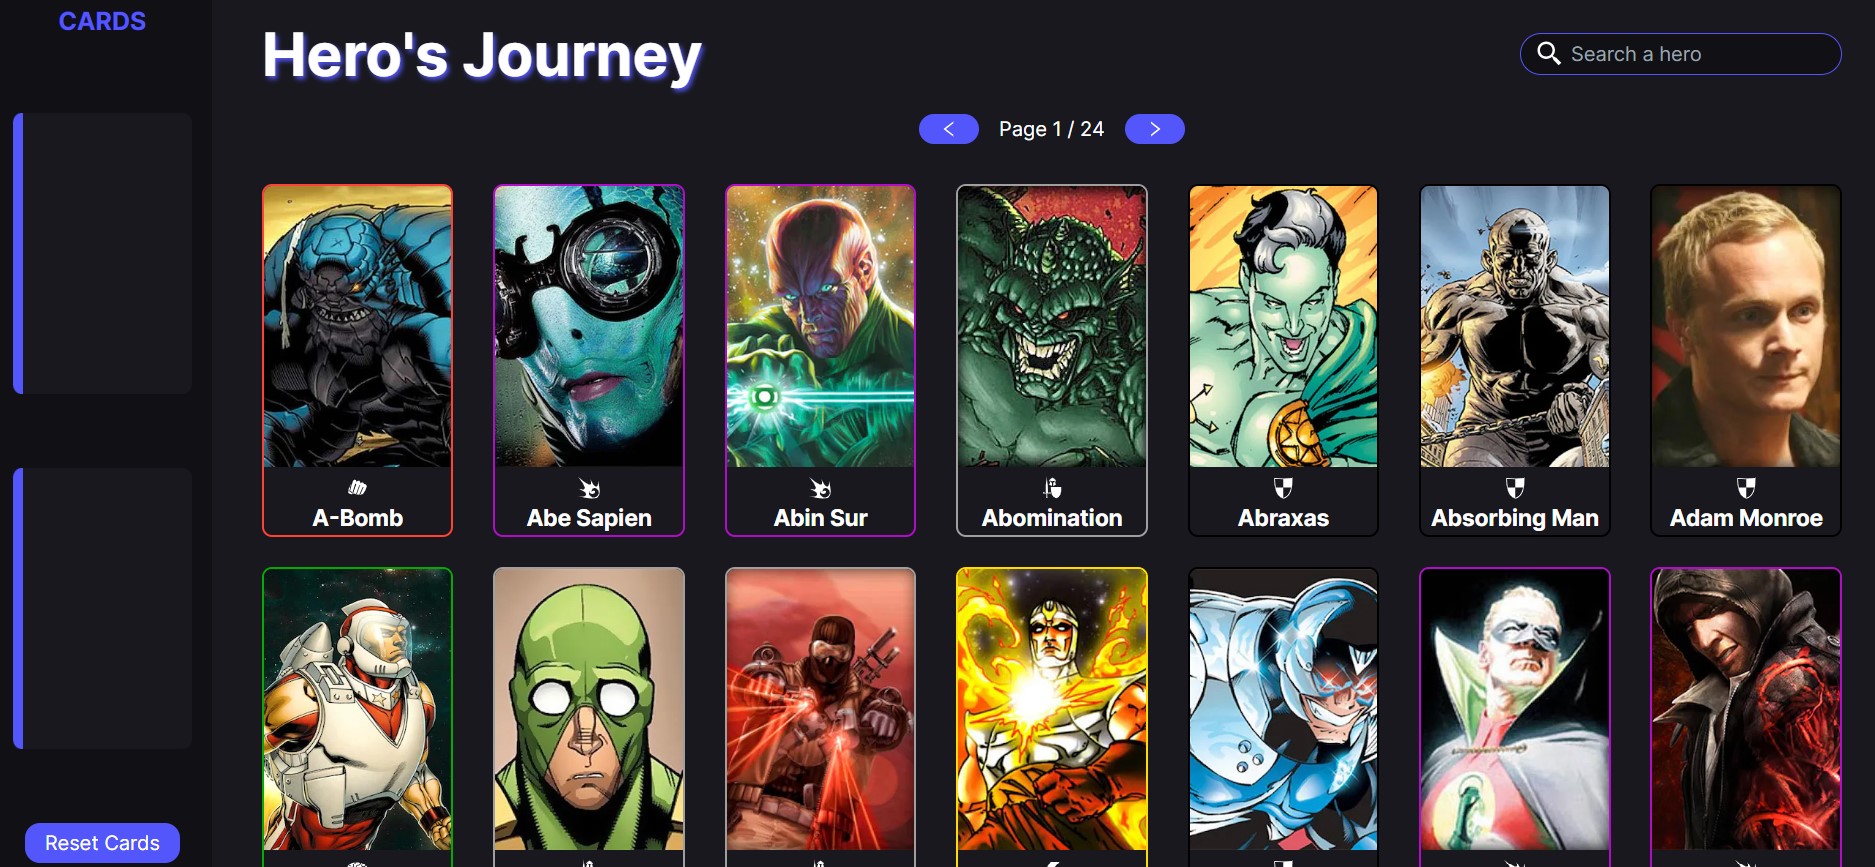 CARDS
Hero's Journey
Search a hero
Page 1 / 24
A-Bomb
Abe Sapien
Abin Sur
Abomination
Abraxas
Absorbing Man
Adam Monroe
Reset Cards